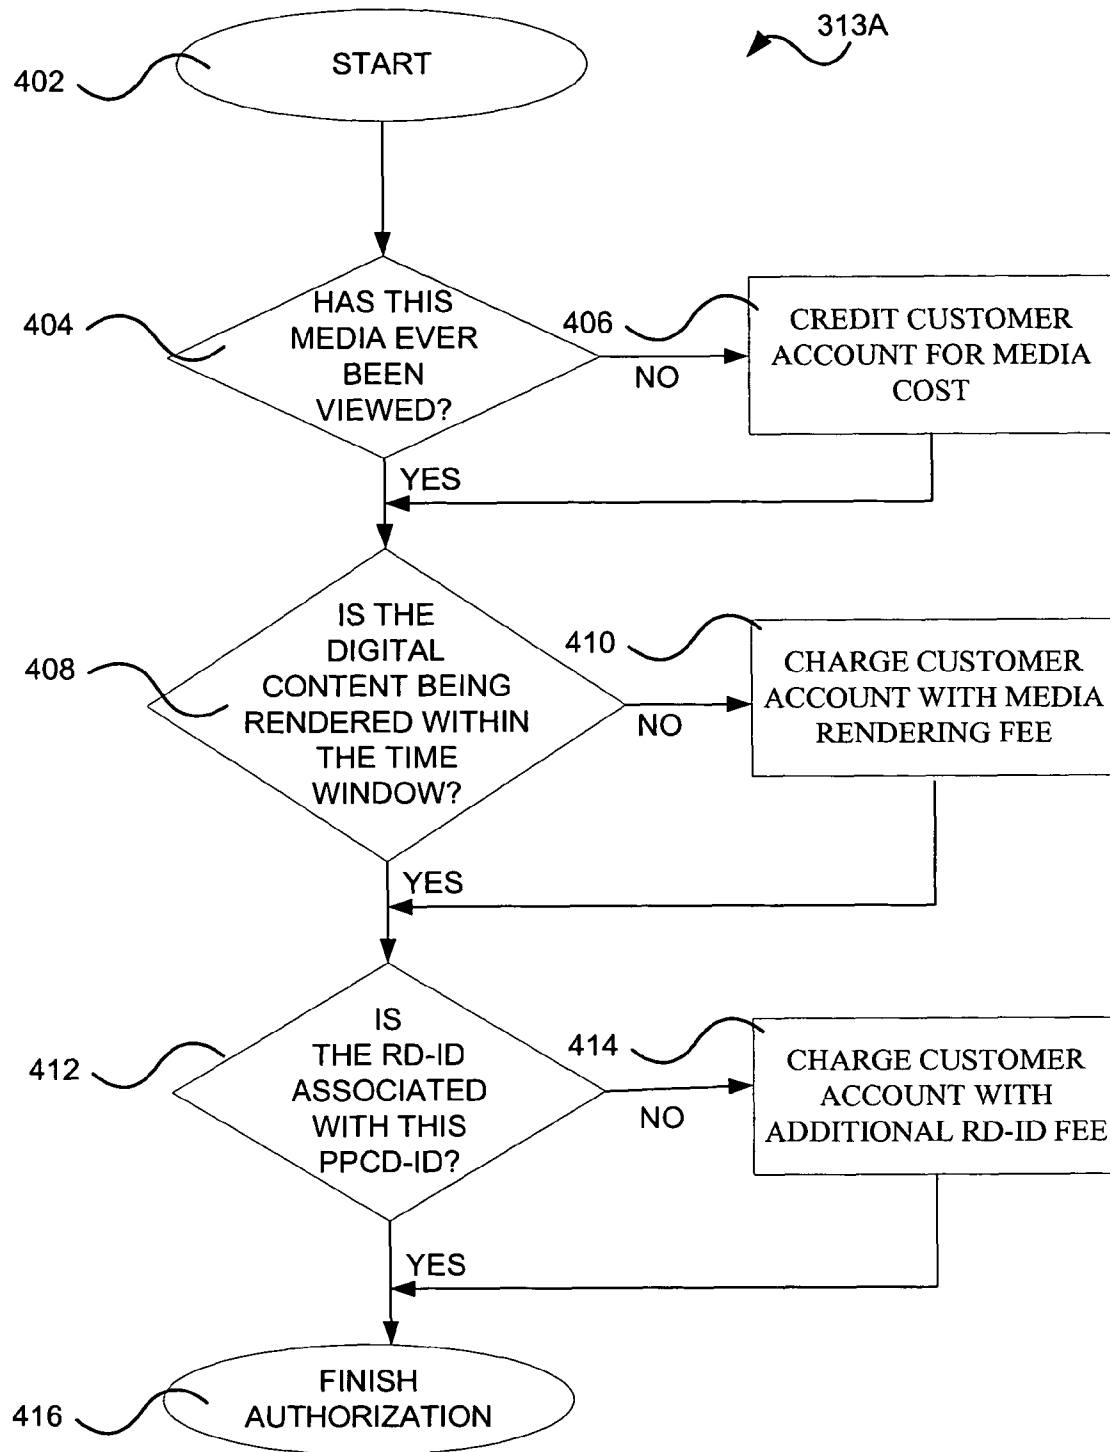 313A
402
START
404
HAS THIS
MEDIA EVER
BEEN
VIEWED?
NO
YES
406
CREDIT CUSTOMER
ACCOUNT FOR MEDIA
COST
408
IS THE
DIGITAL
CONTENT BEING
RENDERED WITHIN
THE TIME
WINDOW?
NO
YES
410
CHARGE CUSTOMER
ACCOUNT WITH MEDIA
RENDERING FEE
412
IS
THE RD-ID
ASSOCIATED
WITH THIS
PPCD-ID?
NO
YES
414
CHARGE CUSTOMER
ACCOUNT WITH
ADDITIONAL RD-ID FEE
416
FINISH
AUTHORIZATION